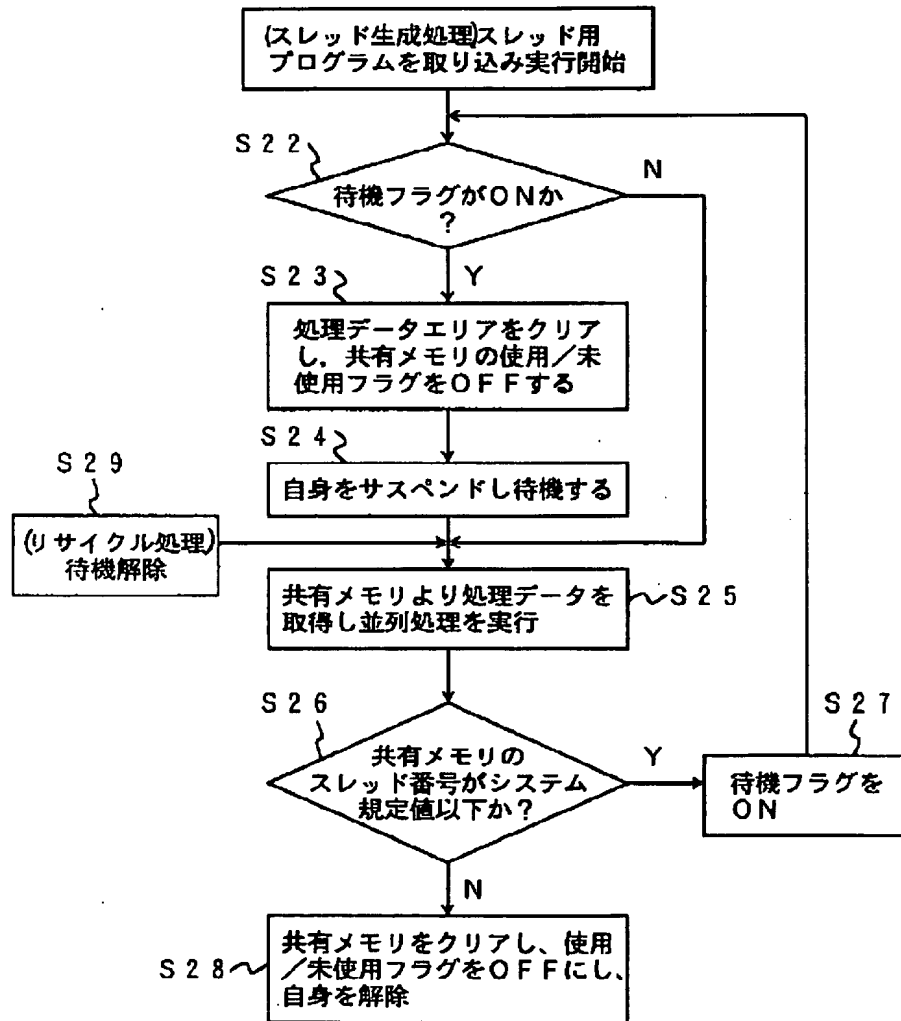 (スレッド生成処理)スレッド用
プログラムを取り込み実行開始
S22
待機フラグがONか
?
N
Y
S23
処理データエリアをクリア
し，共有メモリの使用／未
使用フラグをOFFする
S24
自身をサスペンドし待機する
S29
(リサイクル処理)
待機解除
共有メモリより処理データを
取得し並列処理を実行
S25
S26
共有メモリの
スレッド番号がシステム
規定値以下か？
Y
S27
待機フラグを
ON
N
S28
共有メモリをクリアし、使用
／未使用フラグをOFFにし、
自身を解除